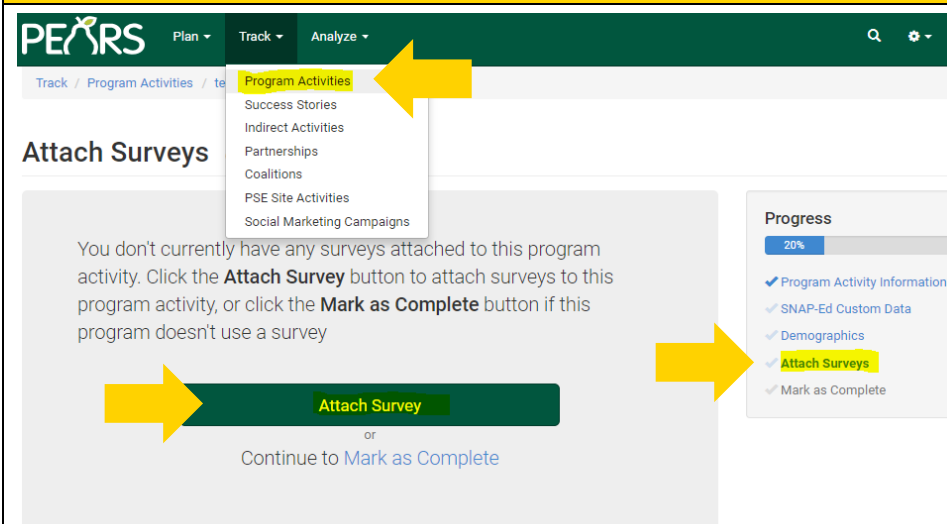 PEARS Plan Track Analyze
Track / Program Activities / te
Program Activities
Success Stories
Indirect Activities
Partnerships
Coalitions
PSE Site Activities
Social Marketing Campaigns
Attach Surveys
You don't currently have any surveys attached to this program
activity. Click the Attach Survey button to attach surveys to this
program activity, or click the Mark as Complete button if this
program doesn't use a survey
Attach Survey
or
Continue to Mark as Complete
Progress
20%
Program Activity Information
SNAP-Ed Custom Data
Demographics
Attach Surveys
Mark as Complete